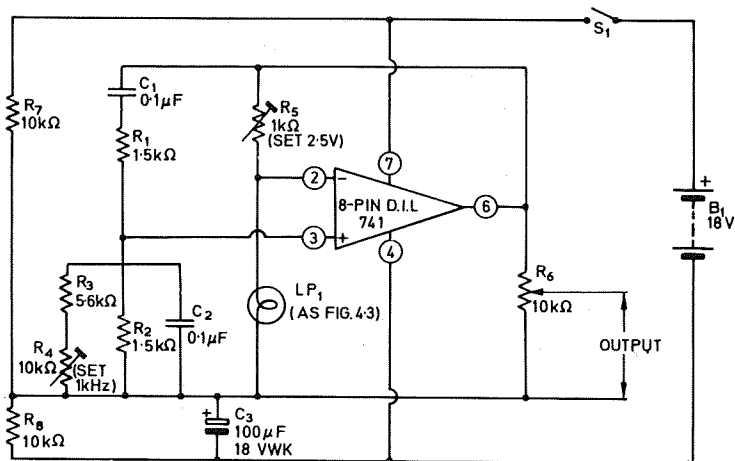 S₁
C₁
0·1µF
R₇
10kΩ
R₁
1·5kΩ
R₅
1kΩ
(SET 2.5V)
7
2
−
8-PIN D.I.L
741
6
3
+
4
+
B₁
18V
R₃
5·6kΩ
C₂
0·1µF
LP₁
(AS FIG.4·3)
R₆
10kΩ
R₂
1·5kΩ
R₄
10kΩ
(SET
1kHz)
OUTPUT
R₈
10kΩ
+
C₃
100µF
18 VWK